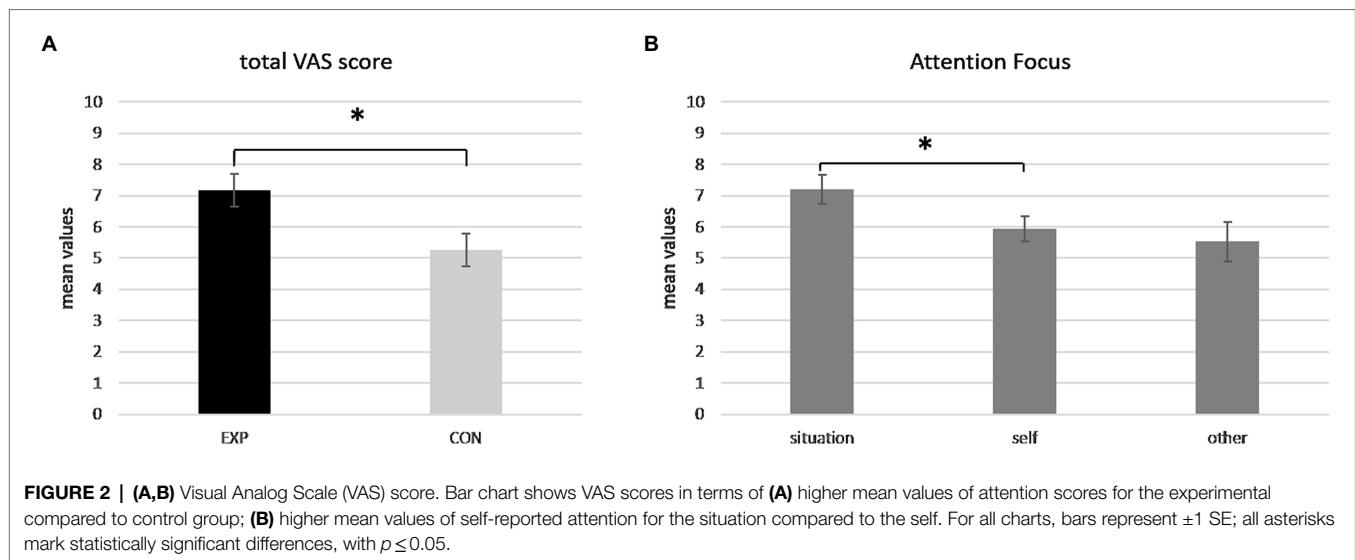 A
total VAS score
10
9
8
7
6
5
4
3
2
1
0
mean values
*
EXP
CON
B
Attention Focus
10
9
8
7
6
5
4
3
2
1
0
mean values
*
situation
self
other
FIGURE 2 | (A,B) Visual Analog Scale (VAS) score. Bar chart shows VAS scores in terms of (A) higher mean values of attention scores for the experimental
compared to control group; (B) higher mean values of self-reported attention for the situation compared to the self. For all charts, bars represent ±1 SE; all asterisks
mark statistically significant differences, with p ≤ 0.05.